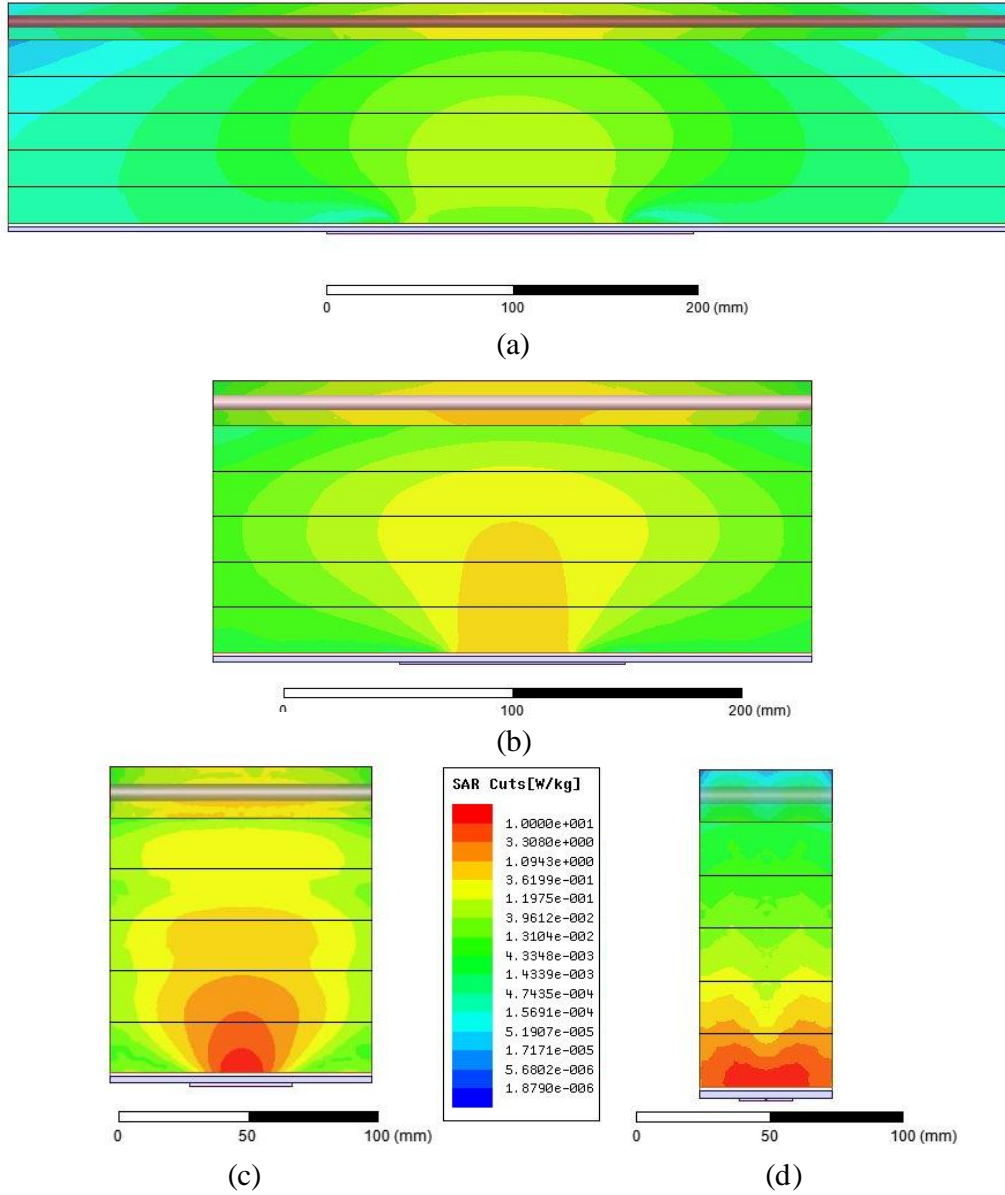 0 100 200 (mm)
(a)
0 100 200 (mm)
(b)
SAR Cuts[W/kg]
1.0000e+001
3.3080e+000
1.0943e+000
3.6199e-001
1.1975e-001
3.9612e-002
1.3104e-002
4.3348e-003
1.4339e-003
4.7435e-004
1.5691e-004
5.1907e-005
1.7171e-005
5.6802e-006
1.8790e-006
0 50 100 (mm)
(c)
0 50 100 (mm)
(d)